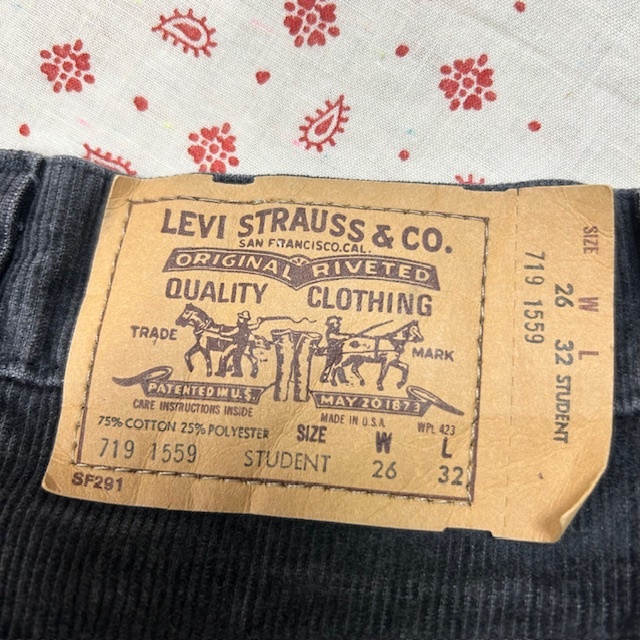 LEVI STRAUSS & CO.
SAN FRANCISCO.CAL.
ORIGINAL RIVETED
QUALITY CLOTHING
TRADE MARK
PATENTED IN U.S. MAY 20 1873
CARE INSTRUCTIONS INSIDE MADE IN U.S.A. WPL 423
75% COTTON 25% POLYESTER SIZE W L
719 1559 STUDENT 26 32
SF291
SIZE W L
719 1559 26 32 STUDENT